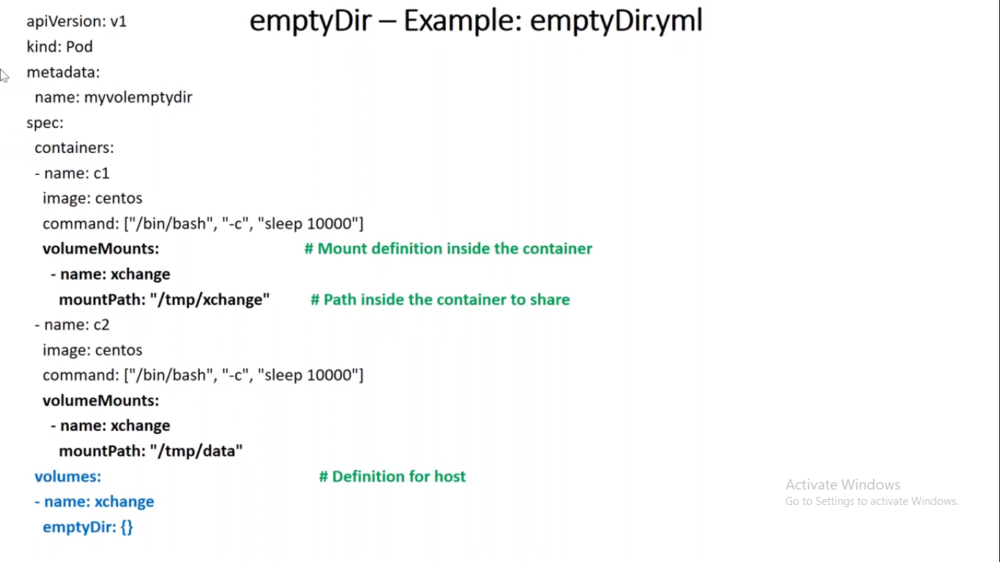 emptyDir – Example: emptyDir.yml
apiVersion: v1
kind: Pod
metadata:
  name: myvolemptydir
spec:
  containers:
  - name: c1
    image: centos
    command: ["/bin/bash", "-c", "sleep 10000"]
    volumeMounts: # Mount definition inside the container
      - name: xchange
        mountPath: "/tmp/xchange" # Path inside the container to share
  - name: c2
    image: centos
    command: ["/bin/bash", "-c", "sleep 10000"]
    volumeMounts:
      - name: xchange
        mountPath: "/tmp/data"
  volumes: # Definition for host
  - name: xchange
    emptyDir: {}
Activate Windows
Go to Settings to activate Windows.